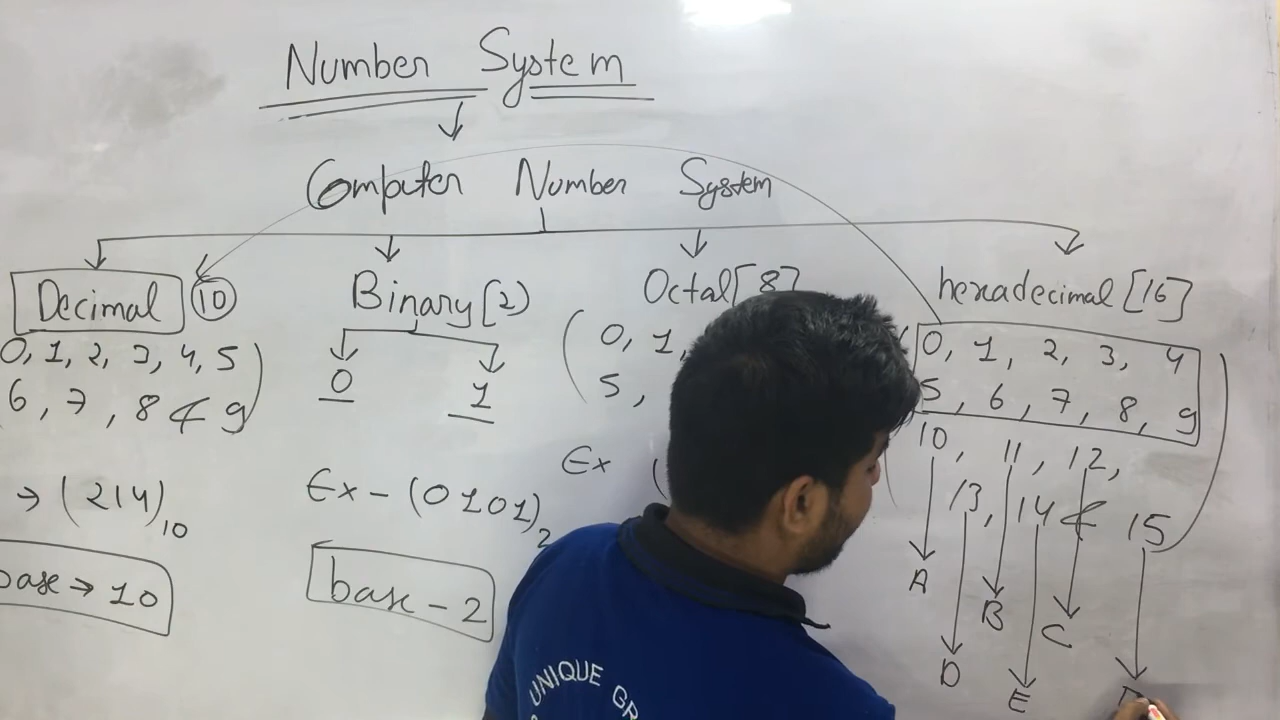 Number System
Computer Number System
Decimal 10
0, 1, 2, 3, 4, 5
6, 7, 8 & 9)
→ (214)10
base → 10
Binary [2)
0 1
Ex - (0101)2
base - 2
Octal [8]
(0, 1,
5,
Ex (
hexadecimal [16]
(0, 1, 2, 3, 4
5, 6, 7, 8, 9
10, 11, 12,
13, 14 & 15)
A
B
C
D
E
UNIQUE GR